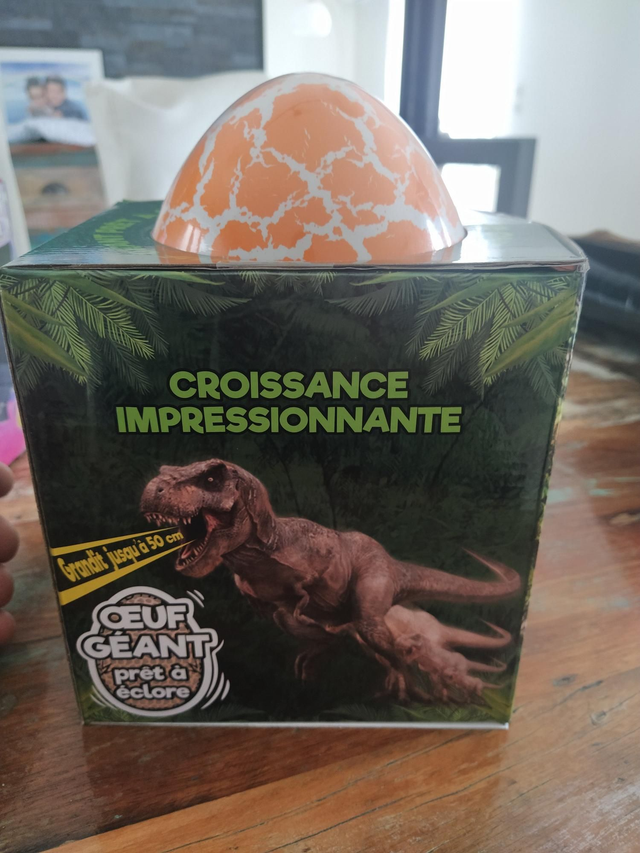 CROISSANCE
IMPRESSIONNANTE
Grandit jusqu'à 50 cm
ŒUF
GÉANT
prêt à
éclore